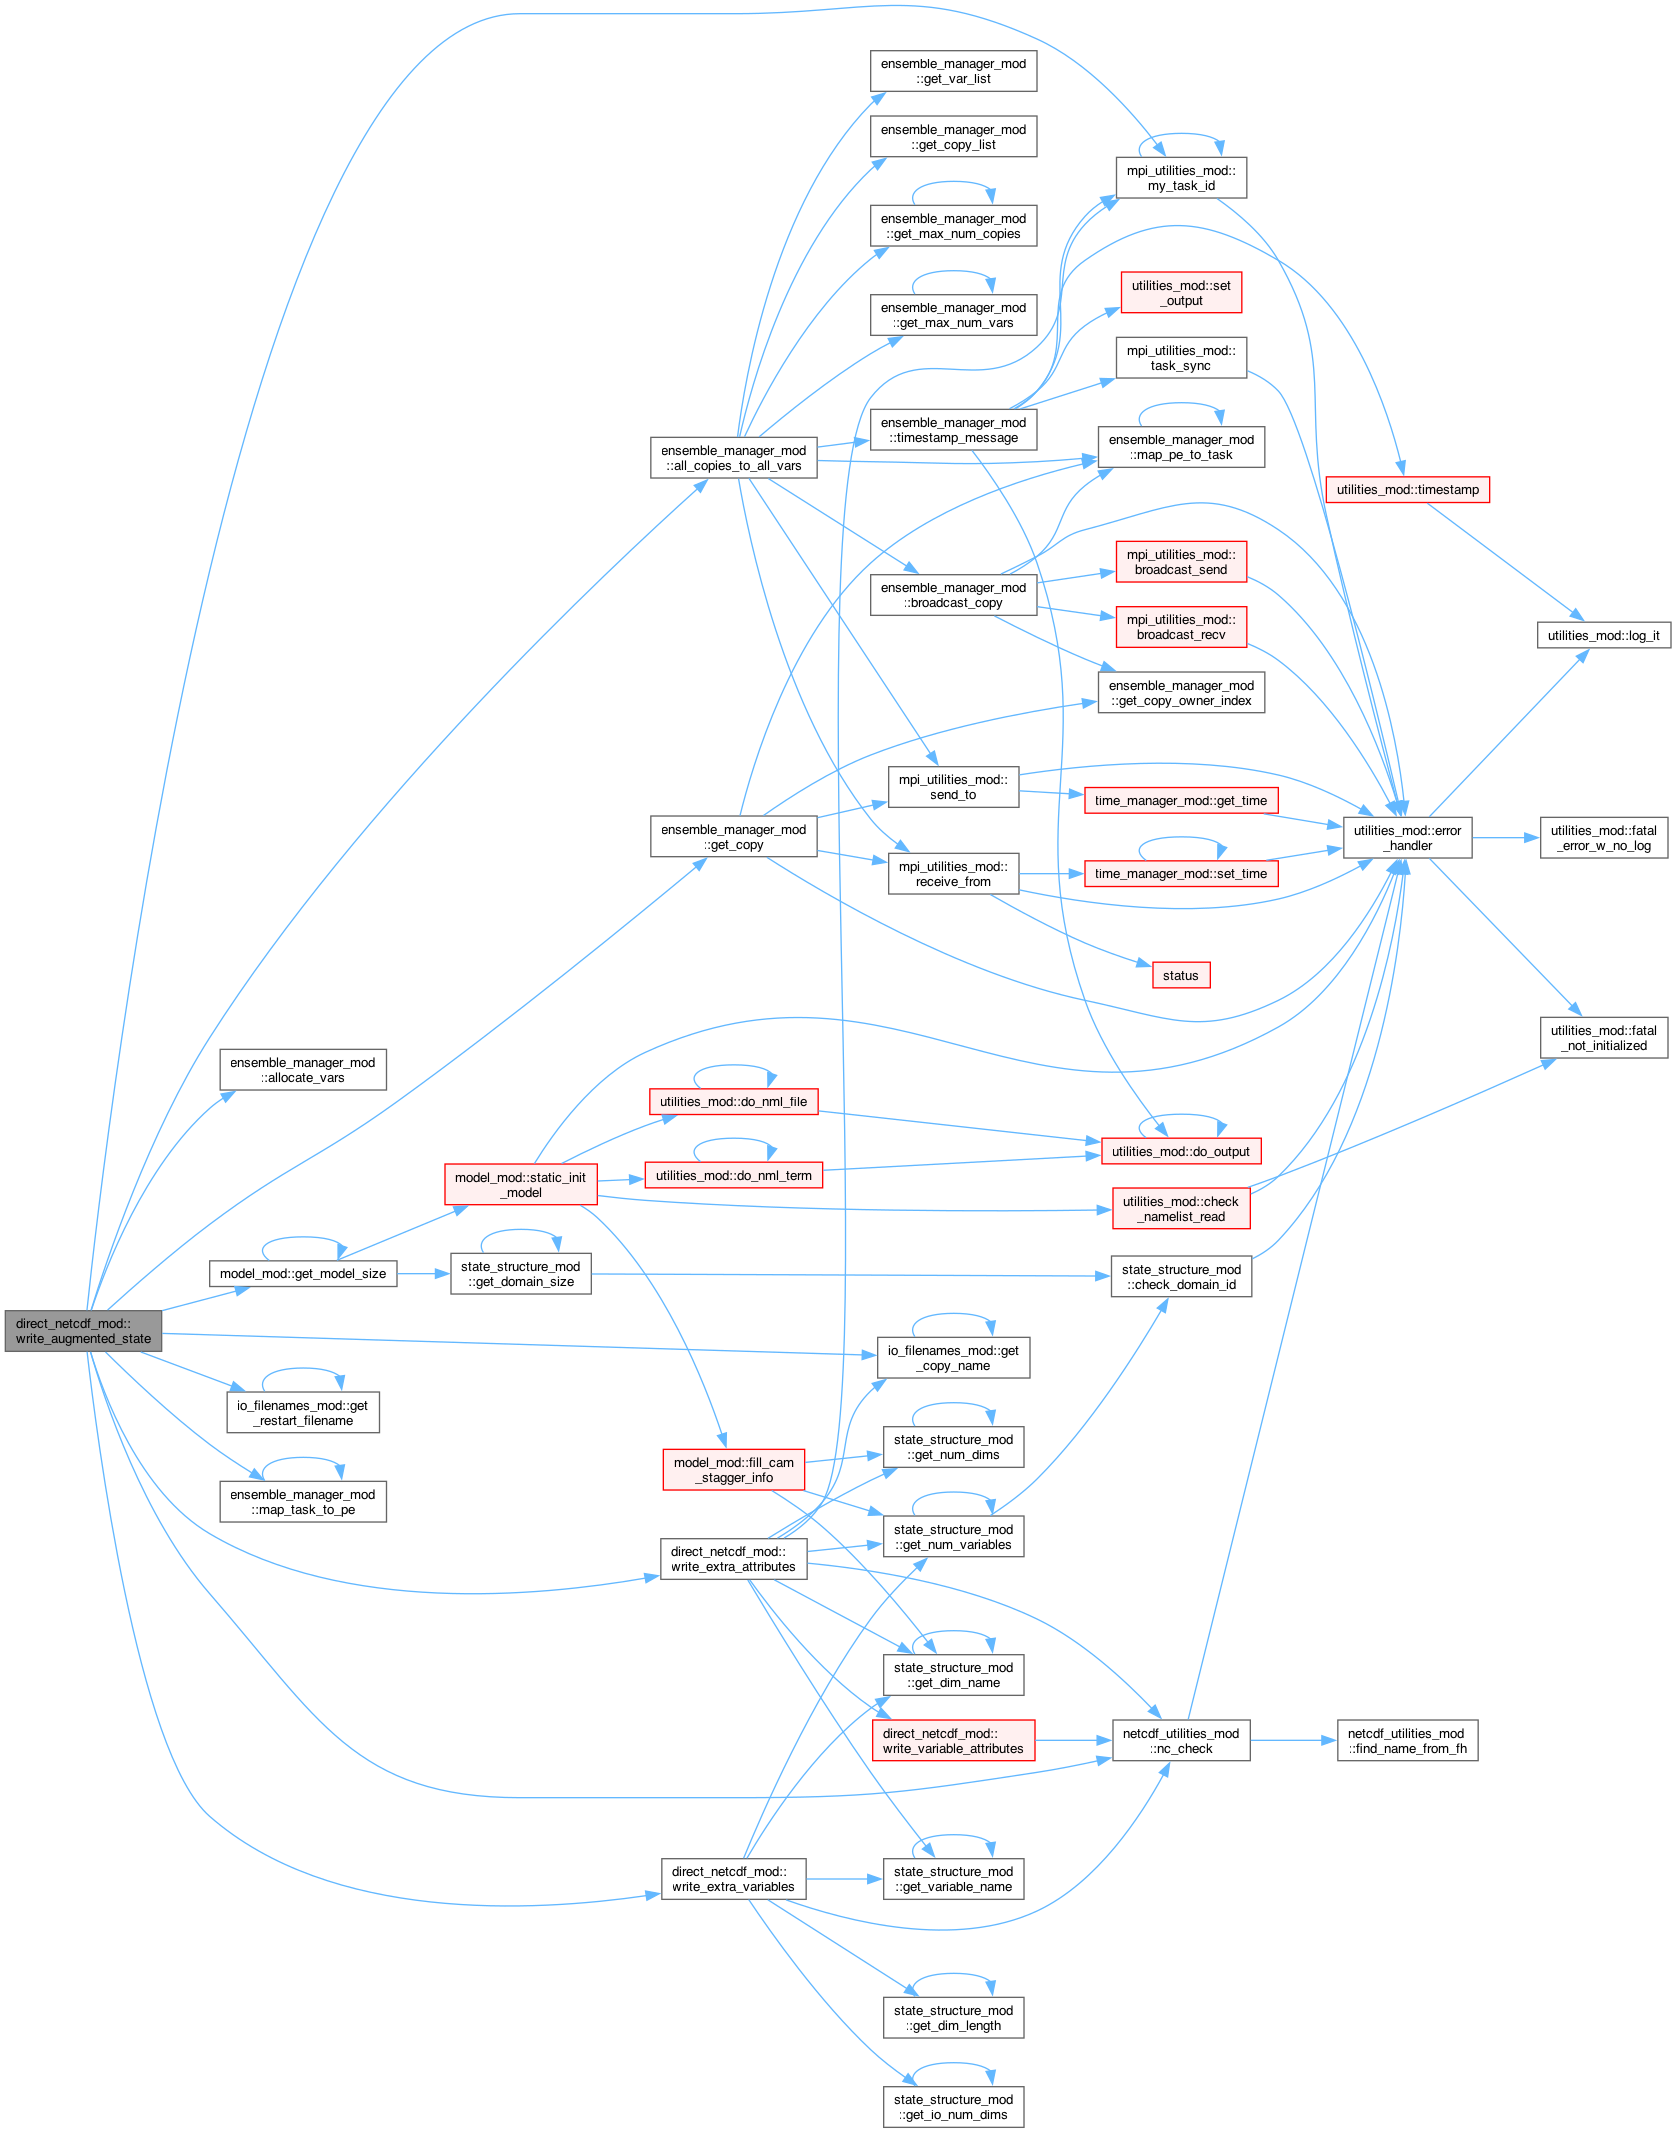 ensemble_manager_mod
::get_var_list
ensemble_manager_mod
::get_copy_list
mpi_utilities_mod::
my_task_id
ensemble_manager_mod
::get_max_num_copies
utilities_mod::set
_output
ensemble_manager_mod
::get_max_num_vars
mpi_utilities_mod::
task_sync
ensemble_manager_mod
::timestamp_message
ensemble_manager_mod
::map_pe_to_task
ensemble_manager_mod
::all_copies_to_all_vars
utilities_mod::timestamp
mpi_utilities_mod::
broadcast_send
ensemble_manager_mod
::broadcast_copy
mpi_utilities_mod::
broadcast_recv
utilities_mod::log_it
ensemble_manager_mod
::get_copy_owner_index
mpi_utilities_mod::
send_to
time_manager_mod::get_time
ensemble_manager_mod
::get_copy
utilities_mod::error
_handler
utilities_mod::fatal
_error_w_no_log
mpi_utilities_mod::
receive_from
time_manager_mod::set_time
status
utilities_mod::fatal
_not_initialized
ensemble_manager_mod
::allocate_vars
utilities_mod::do_nml_file
utilities_mod::do_output
model_mod::static_init
_model
utilities_mod::do_nml_term
utilities_mod::check
_namelist_read
model_mod::get_model_size
state_structure_mod
::get_domain_size
state_structure_mod
::check_domain_id
direct_netcdf_mod::
write_augmented_state
io_filenames_mod::get
_copy_name
io_filenames_mod::get
_restart_filename
state_structure_mod
::get_num_dims
model_mod::fill_cam
_stagger_info
ensemble_manager_mod
::map_task_to_pe
state_structure_mod
::get_num_variables
direct_netcdf_mod::
write_extra_attributes
state_structure_mod
::get_dim_name
direct_netcdf_mod::
write_variable_attributes
netcdf_utilities_mod
::nc_check
netcdf_utilities_mod
::find_name_from_fh
direct_netcdf_mod::
write_extra_variables
state_structure_mod
::get_variable_name
state_structure_mod
::get_dim_length
state_structure_mod
::get_io_num_dims